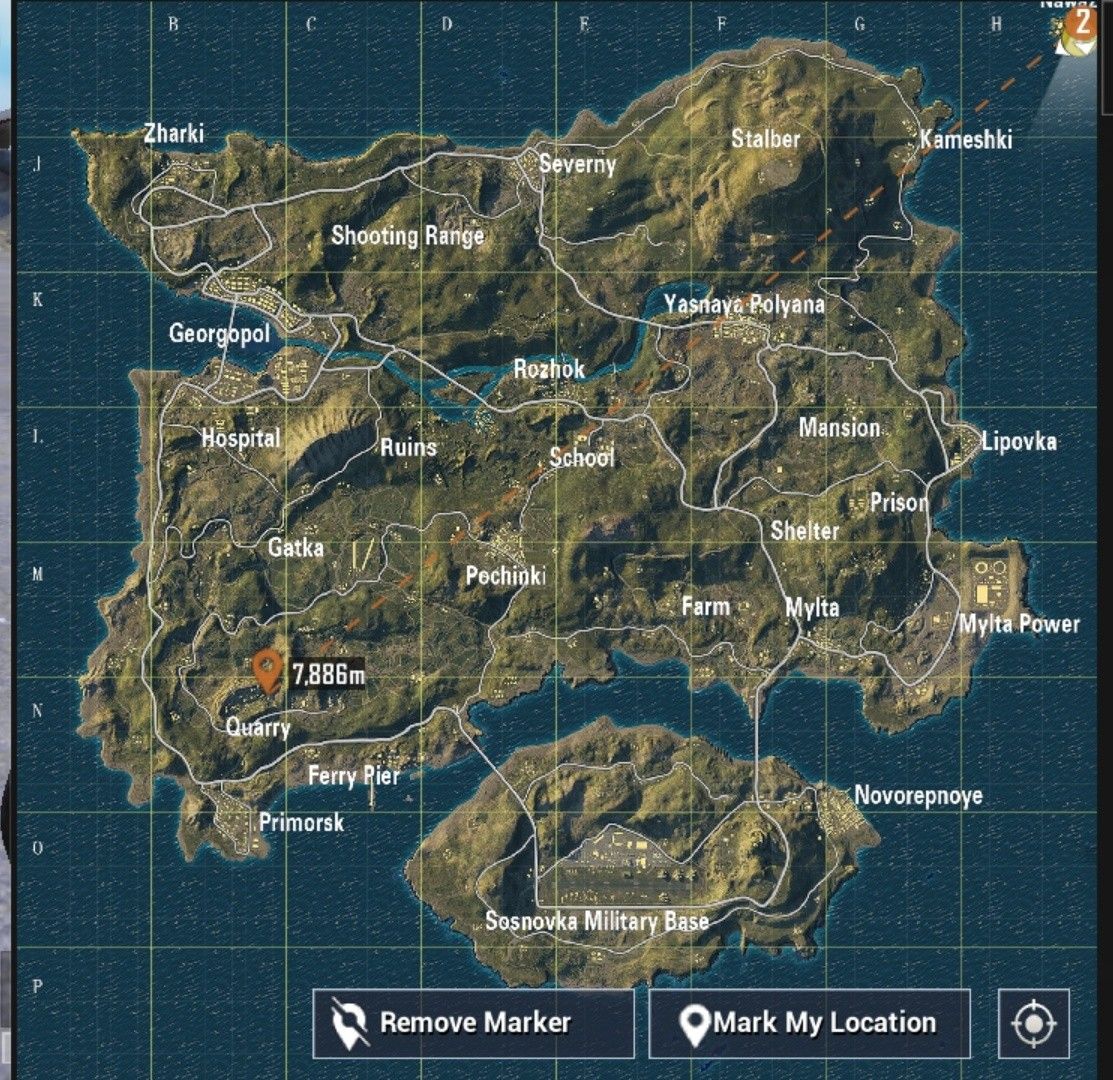 B C D E F G H
2
Zharki
Stalber
Kameshki
J
Severny
Shooting Range
K
Yasnaya Polyana
Georgopol
Rozhok
L
Hospital
Ruins
School
Mansion
Lipovka
Prison
Shelter
Gatka
M
Pochinki
Farm
Mylta
Mylta Power
7,886m
N
Quarry
Ferry Pier
Novorepnoye
Primorsk
O
Sosnovka Military Base
P
Remove Marker
Mark My Location